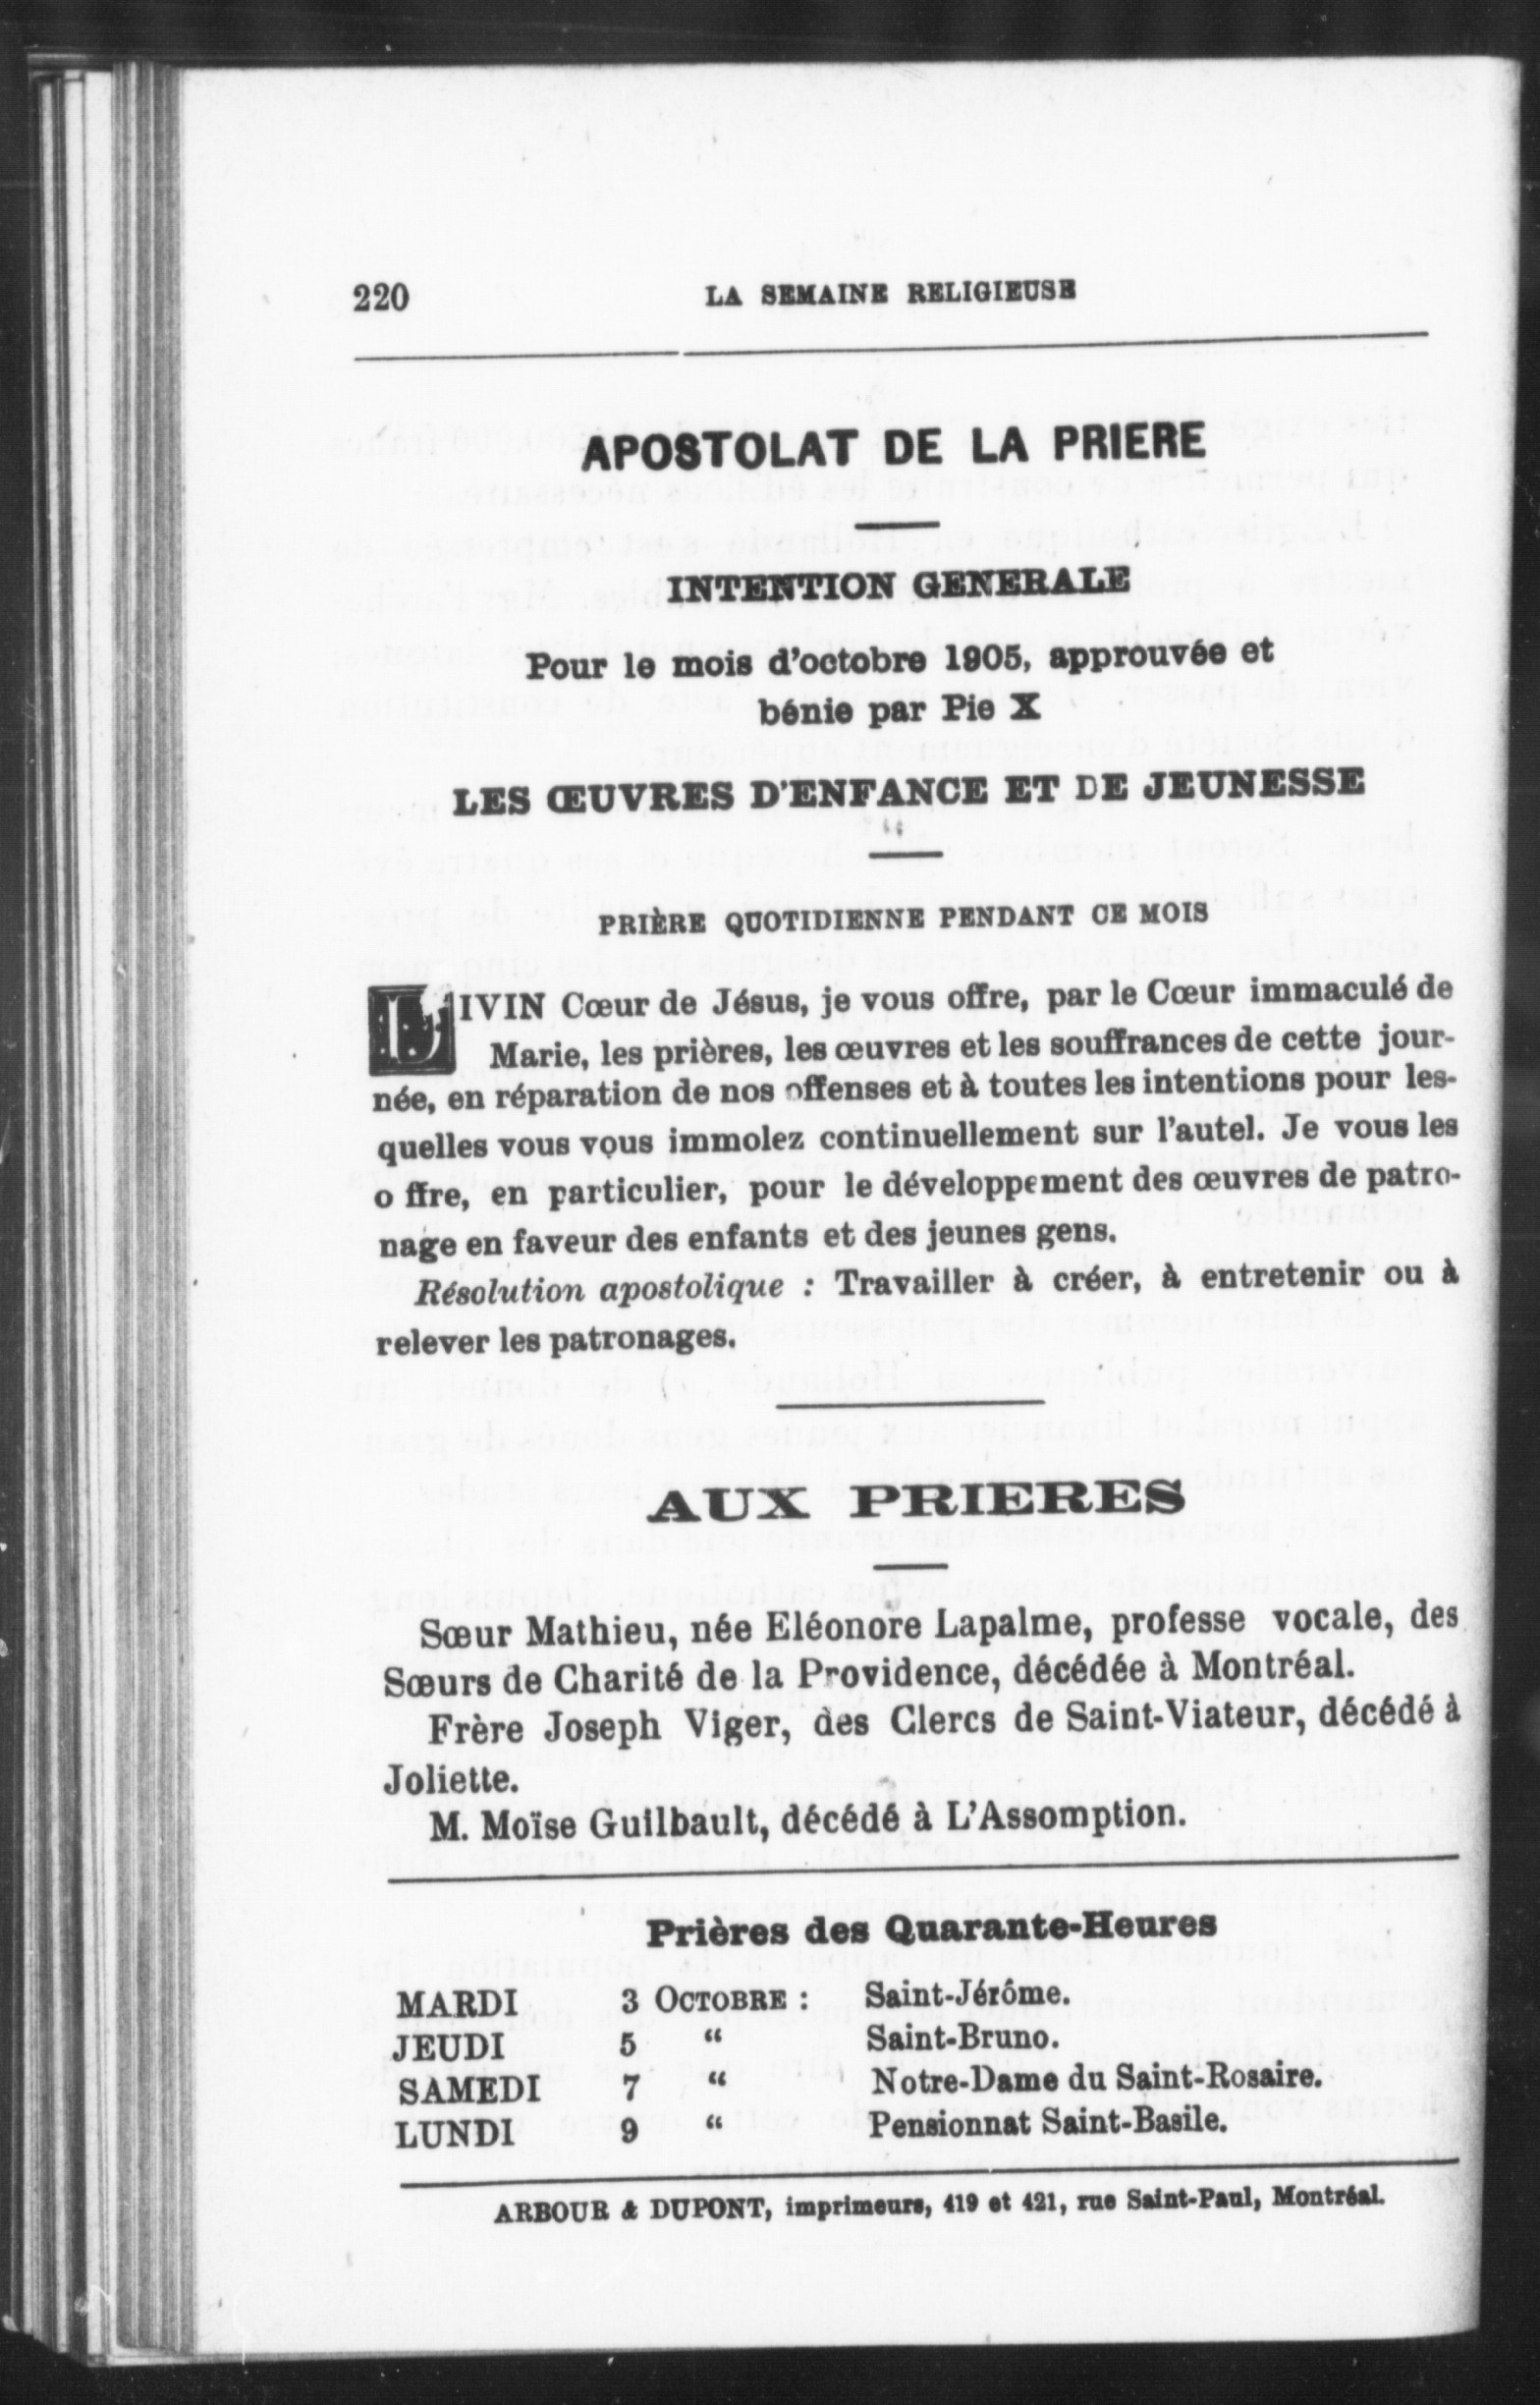 220 LA SEMAINE RELIGIEUSE
APOSTOLAT DE LA PRIERE
INTENTION GENERALE
Pour le mois d'octobre 1905, approuvée et
bénie par Pie X
LES ŒUVRES D'ENFANCE ET DE JEUNESSE
PRIÈRE QUOTIDIENNE PENDANT CE MOIS
DIVIN Cœur de Jésus, je vous offre, par le Cœur immaculé de
Marie, les prières, les œuvres et les souffrances de cette jour-
née, en réparation de nos offenses et à toutes les intentions pour les-
quelles vous vous immolez continuellement sur l'autel. Je vous les
o ffre, en particulier, pour le développement des œuvres de patro-
nage en faveur des enfants et des jeunes gens.
Résolution apostolique : Travailler à créer, à entretenir ou à
relever les patronages.
AUX PRIERES
Sœur Mathieu, née Eléonore Lapalme, professe vocale, des
Sœurs de Charité de la Providence, décédée à Montréal.
Frère Joseph Viger, des Clercs de Saint-Viateur, décédé à
Joliette.
M. Moïse Guilbault, décédé à L'Assomption.
Prières des Quarante-Heures
MARDI 3 OCTOBRE : Saint-Jérôme.
JEUDI 5 “ Saint-Bruno.
SAMEDI 7 “ Notre-Dame du Saint-Rosaire.
LUNDI 9 “ Pensionnat Saint-Basile.
ARBOUR & DUPONT, imprimeurs, 419 et 421, rue Saint-Paul, Montréal.